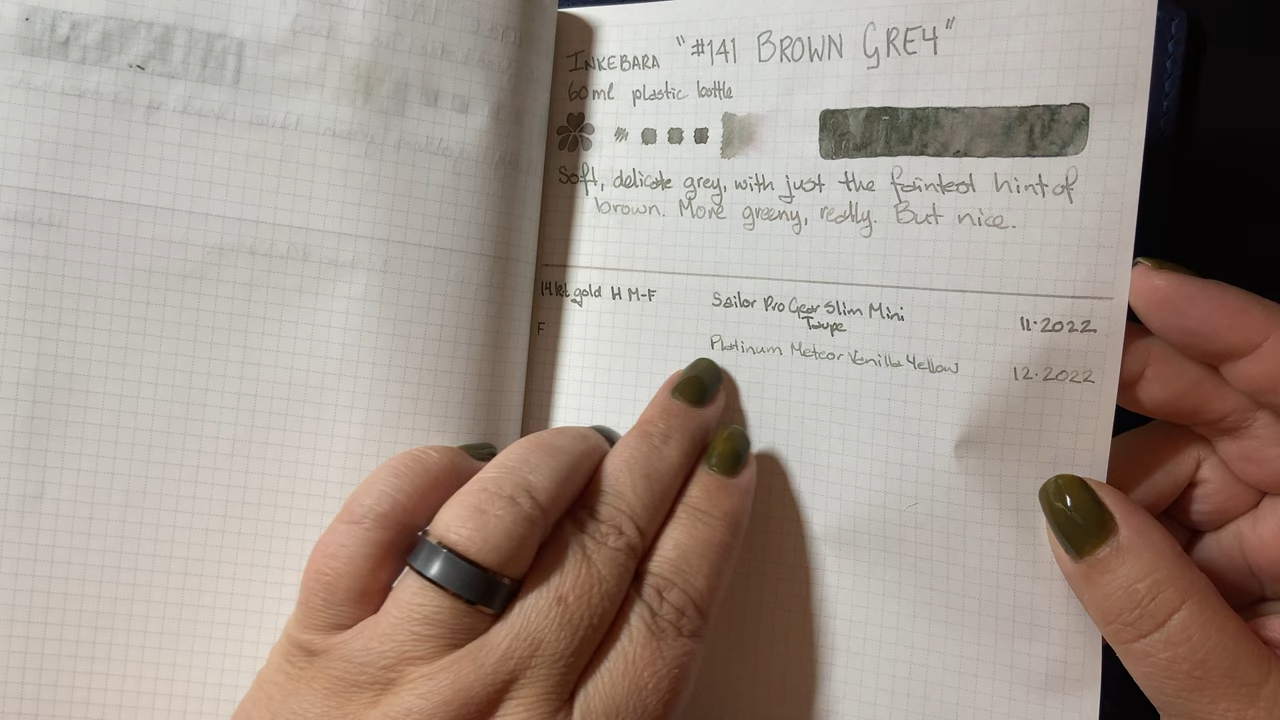 INKEBARA "#141 BROWN GREY"
60ml plastic bottle
Soft, delicate grey, with just the faintest hint of
brown. More greeny, really. But nice.
14kt gold H M-F Sailor Pro Gear Slim Mini 11·2022
Taupe
F Platinum Meteor Vanilla Yellow 12·2022